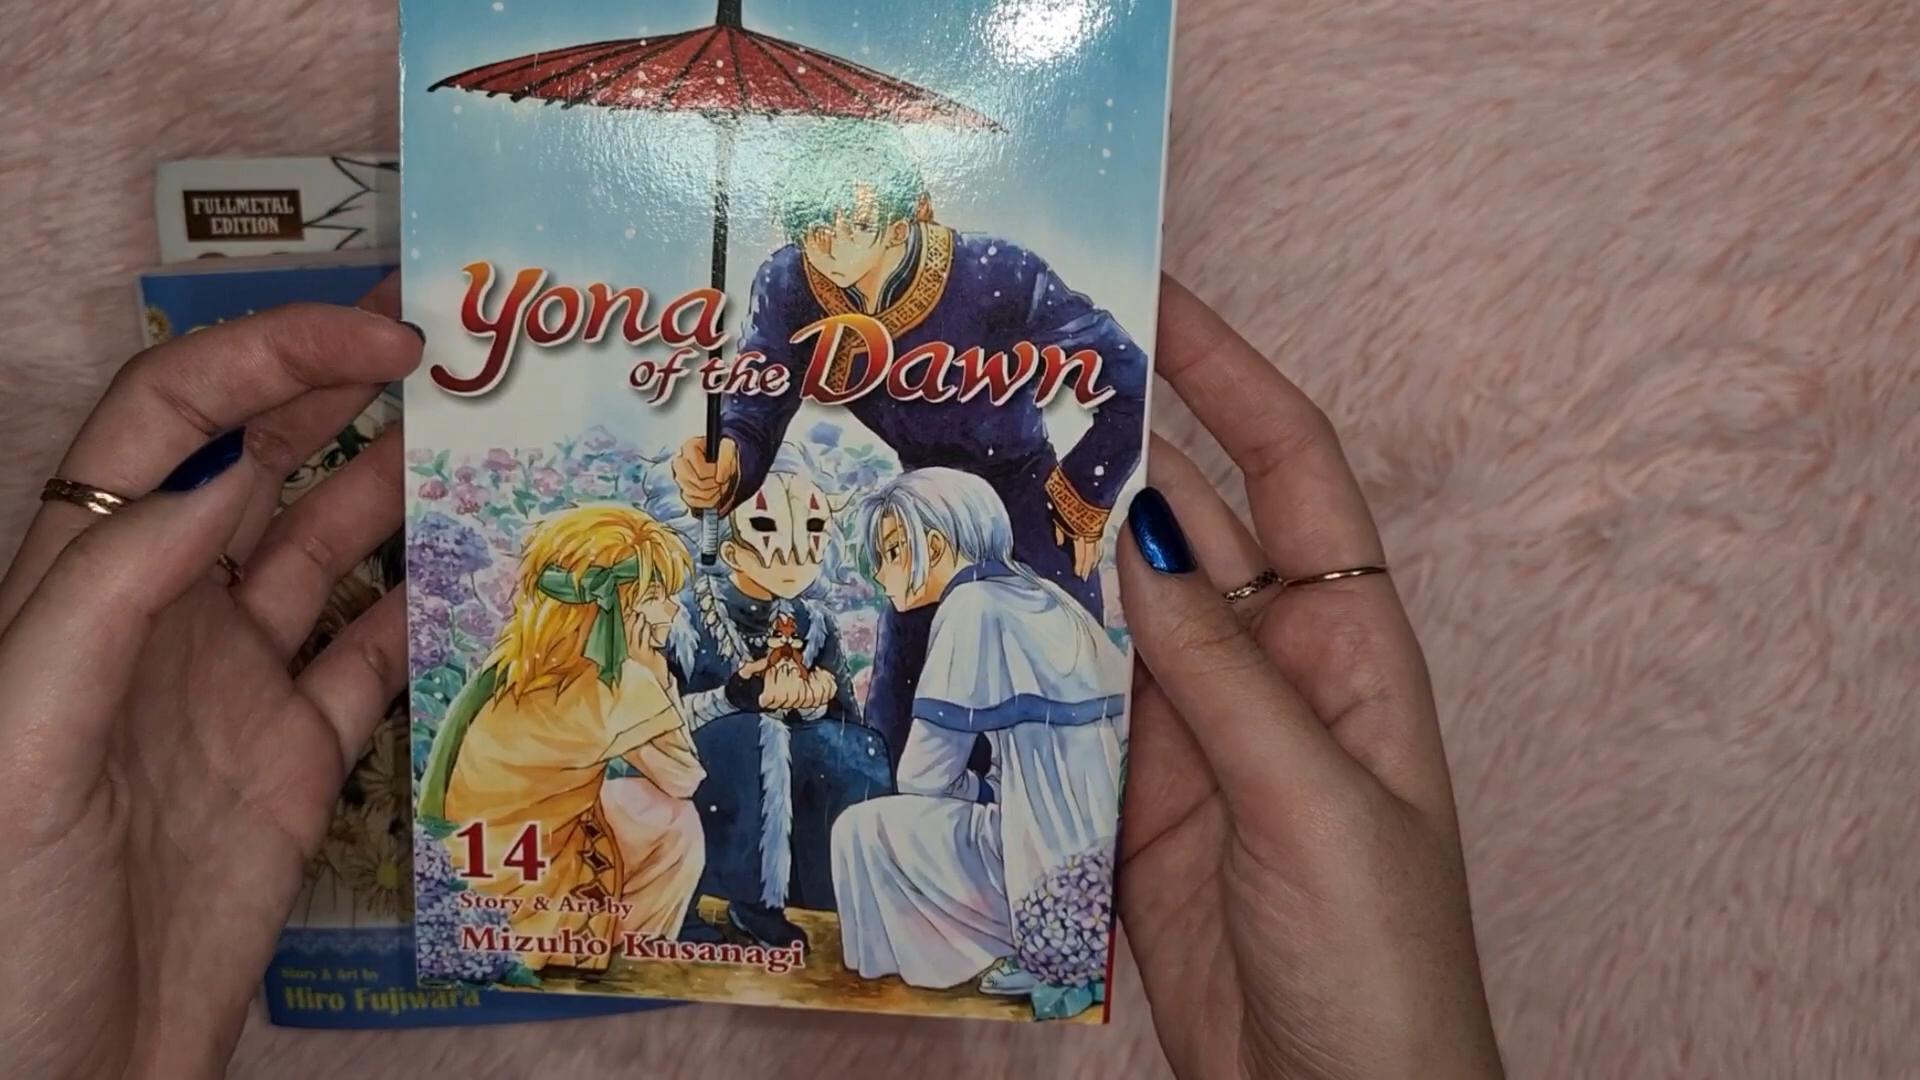 FULLMETAL
EDITION
Yona
of the Dawn
14
Story & Art by
Mizuho Kusanagi
Story & Art by
Hiro Fujiwara